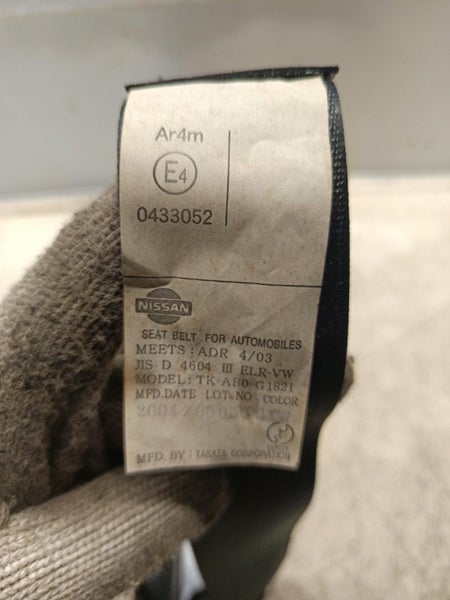 Ar4m
E4
0433052
NISSAN
SEAT BELT FOR AUTOMOBILES
MEETS : ADR 4/03
JIS D 4604 III ELR-VW
MODEL: TK-AB0-G1821
MFD.DATE LOT NO COLOR
MFD. BY : TAKATA CORPORATION